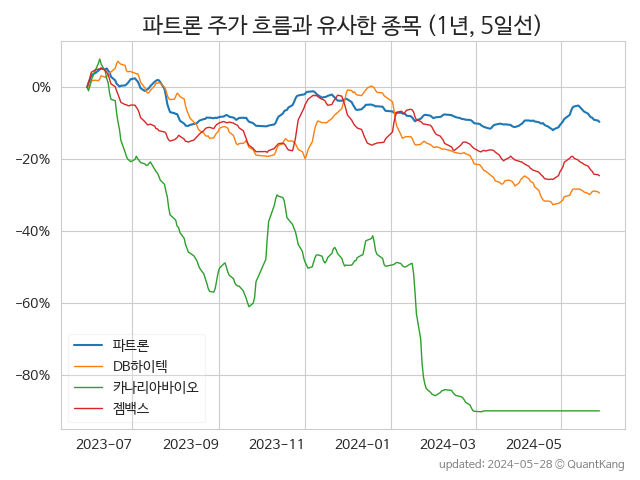 파트론 주가 흐름과 유사한 종목 (1년, 5일선)
0%
−20%
−40%
−60%
−80%
파트론
DB하이텍
카나리아바이오
젬백스
2023-07
2023-09
2023-11
2024-01
2024-03
2024-05
updated: 2024-05-28 © QuantKang